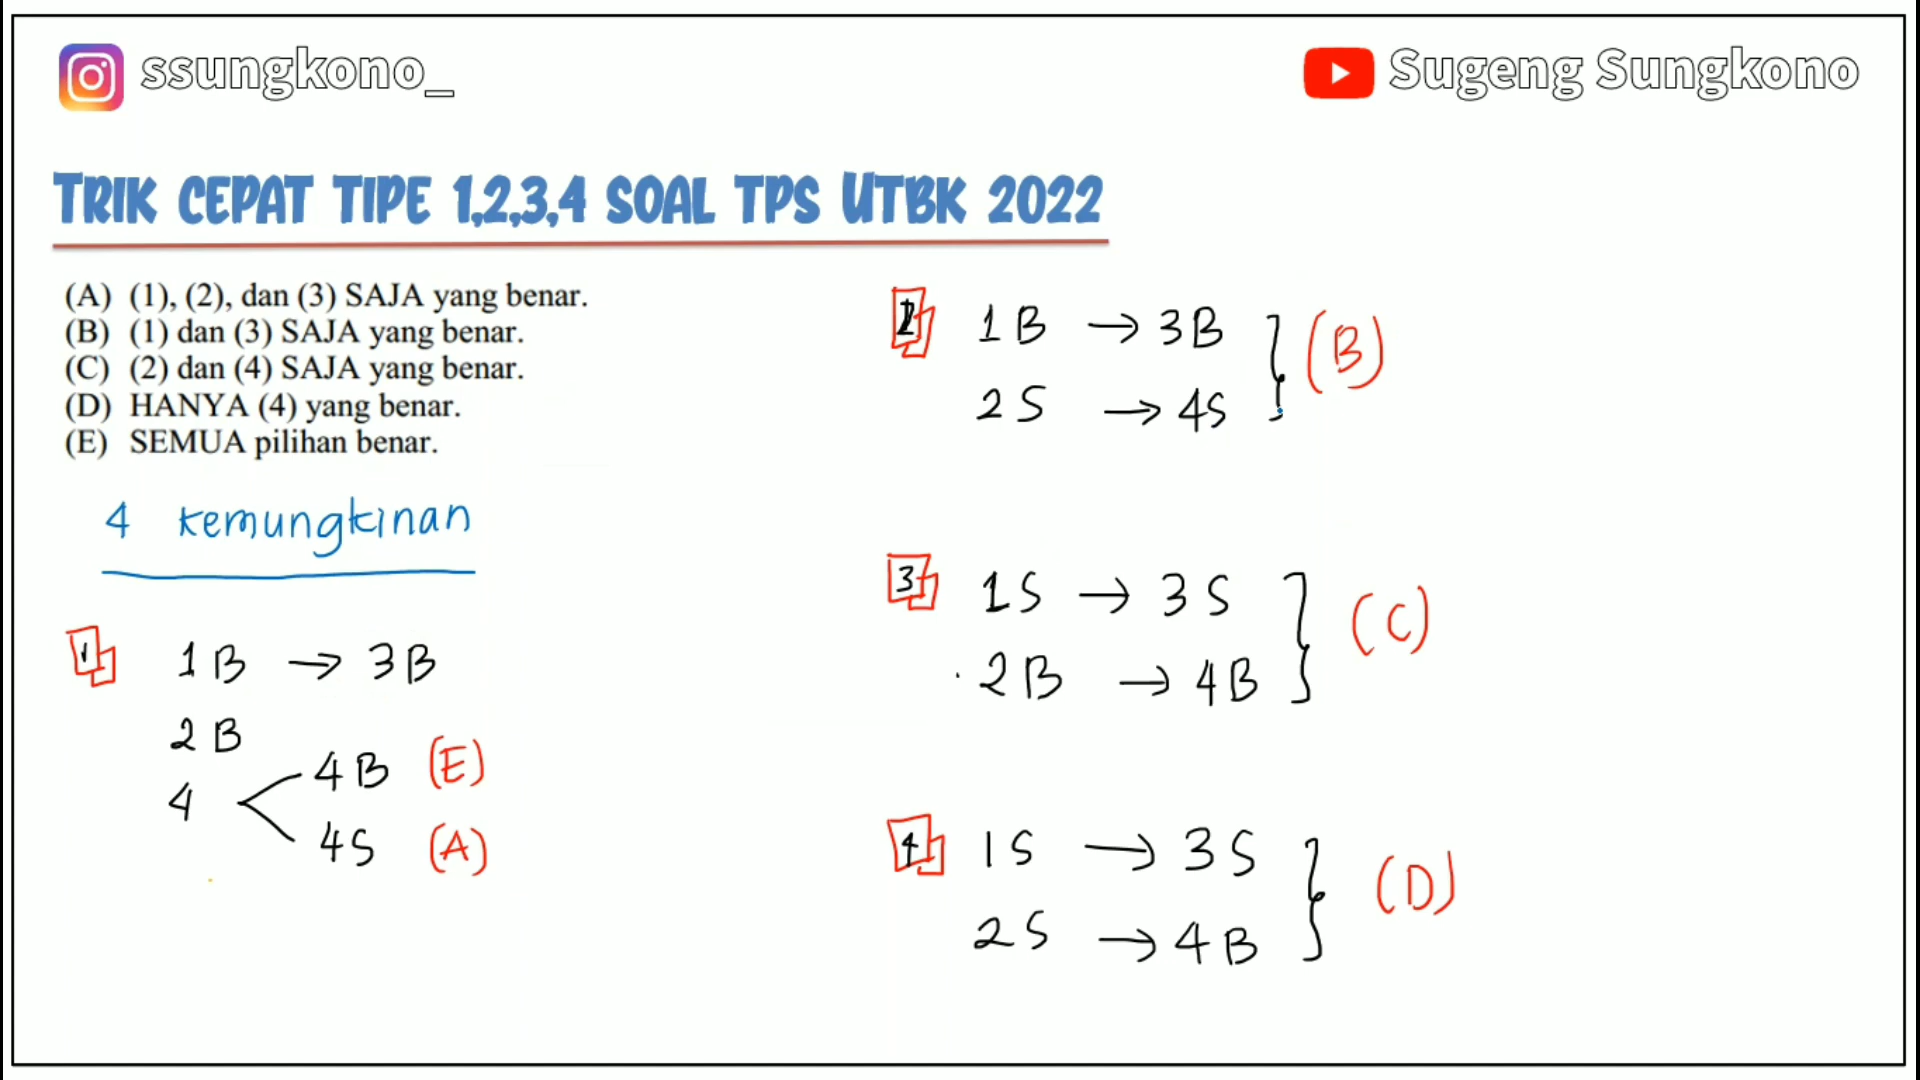 ssungkono_
Sugeng Sungkono
TRIK CEPAT TIPE 1,2,3,4 SOAL TPS UTBK 2022
(A) (1), (2), dan (3) SAJA yang benar.
(B) (1) dan (3) SAJA yang benar.
(C) (2) dan (4) SAJA yang benar.
(D) HANYA (4) yang benar.
(E) SEMUA pilihan benar.
4 kemungkinan
1 1B → 3B
2B
4 4B (E)
4S (A)
2 1B → 3B (B)
2S → 4S
3 1S → 3S (C)
2B → 4B
4 1S → 3S (D)
2S → 4B